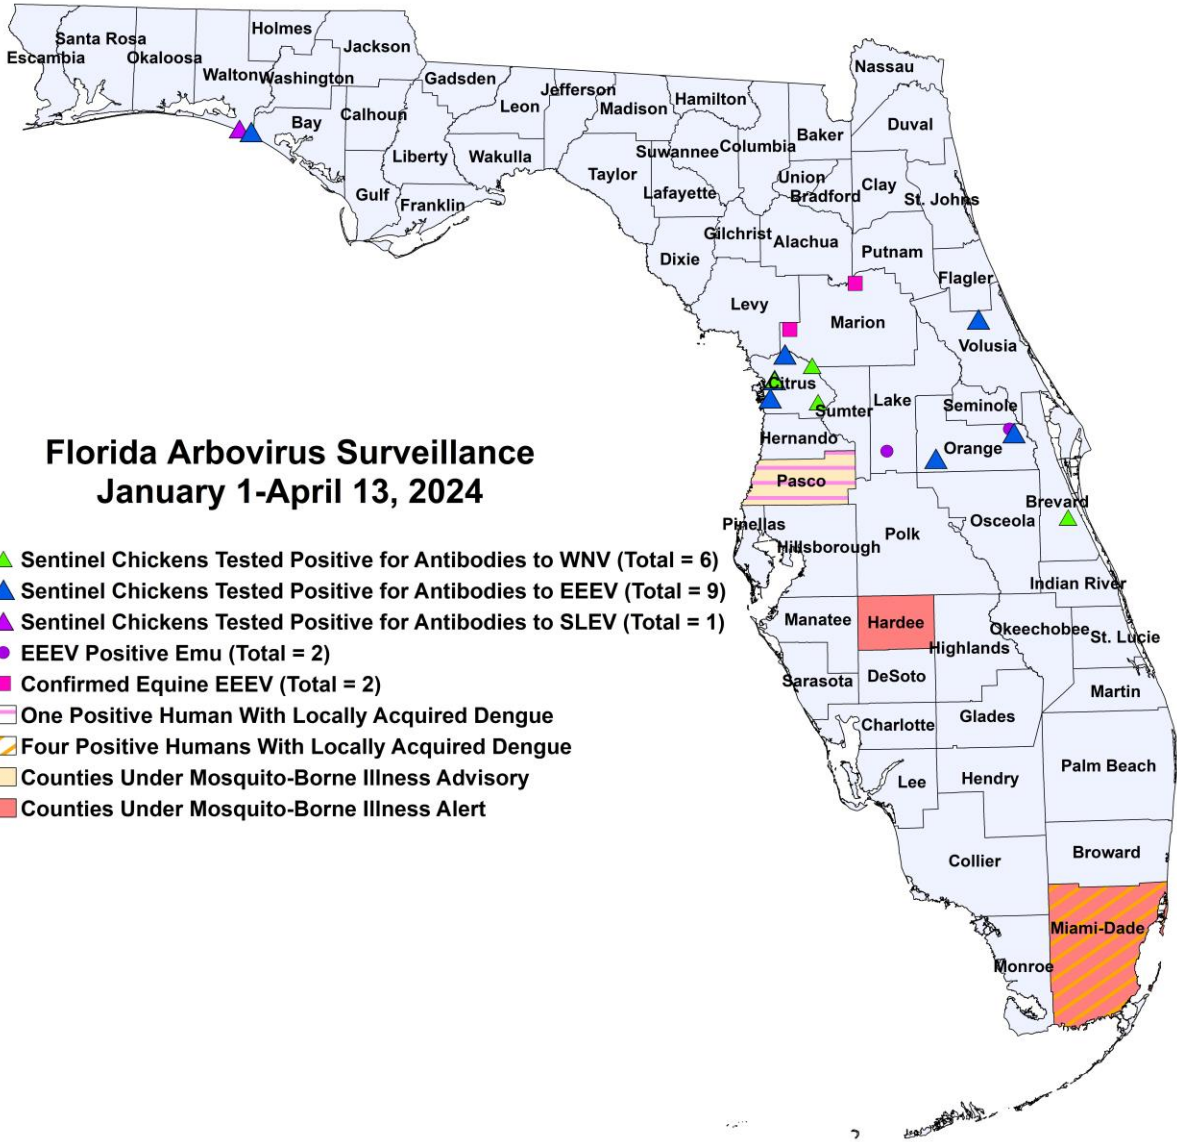 Holmes
Santa Rosa
Jackson
Escambia
Okaloosa
Walton
Washington
Gadsden
Nassau
Jefferson
Leon
Madison
Hamilton
Calhoun
Bay
Duval
Baker
Columbia
Suwannee
Liberty
Wakulla
Taylor
Union
Clay
Bradford
Lafayette
Gulf
Franklin
St. Johns
Gilchrist
Alachua
Putnam
Dixie
Flagler
Levy
Marion
Volusia
Citrus
Lake
Seminole
Sumter
Hernando
Orange
Florida Arbovirus Surveillance
January 1-April 13, 2024
Pasco
Brevard
Pinellas
Osceola
Polk
Hillsborough
Sentinel Chickens Tested Positive for Antibodies to WNV (Total = 6)
Sentinel Chickens Tested Positive for Antibodies to EEEV (Total = 9)
Sentinel Chickens Tested Positive for Antibodies to SLEV (Total = 1)
EEEV Positive Emu (Total = 2)
Confirmed Equine EEEV (Total = 2)
One Positive Human With Locally Acquired Dengue
Four Positive Humans With Locally Acquired Dengue
Counties Under Mosquito-Borne Illness Advisory
Counties Under Mosquito-Borne Illness Alert
Indian River
Manatee
Hardee
Okeechobee
St. Lucie
Highlands
Sarasota
DeSoto
Martin
Charlotte
Glades
Palm Beach
Lee
Hendry
Broward
Collier
Miami-Dade
Monroe